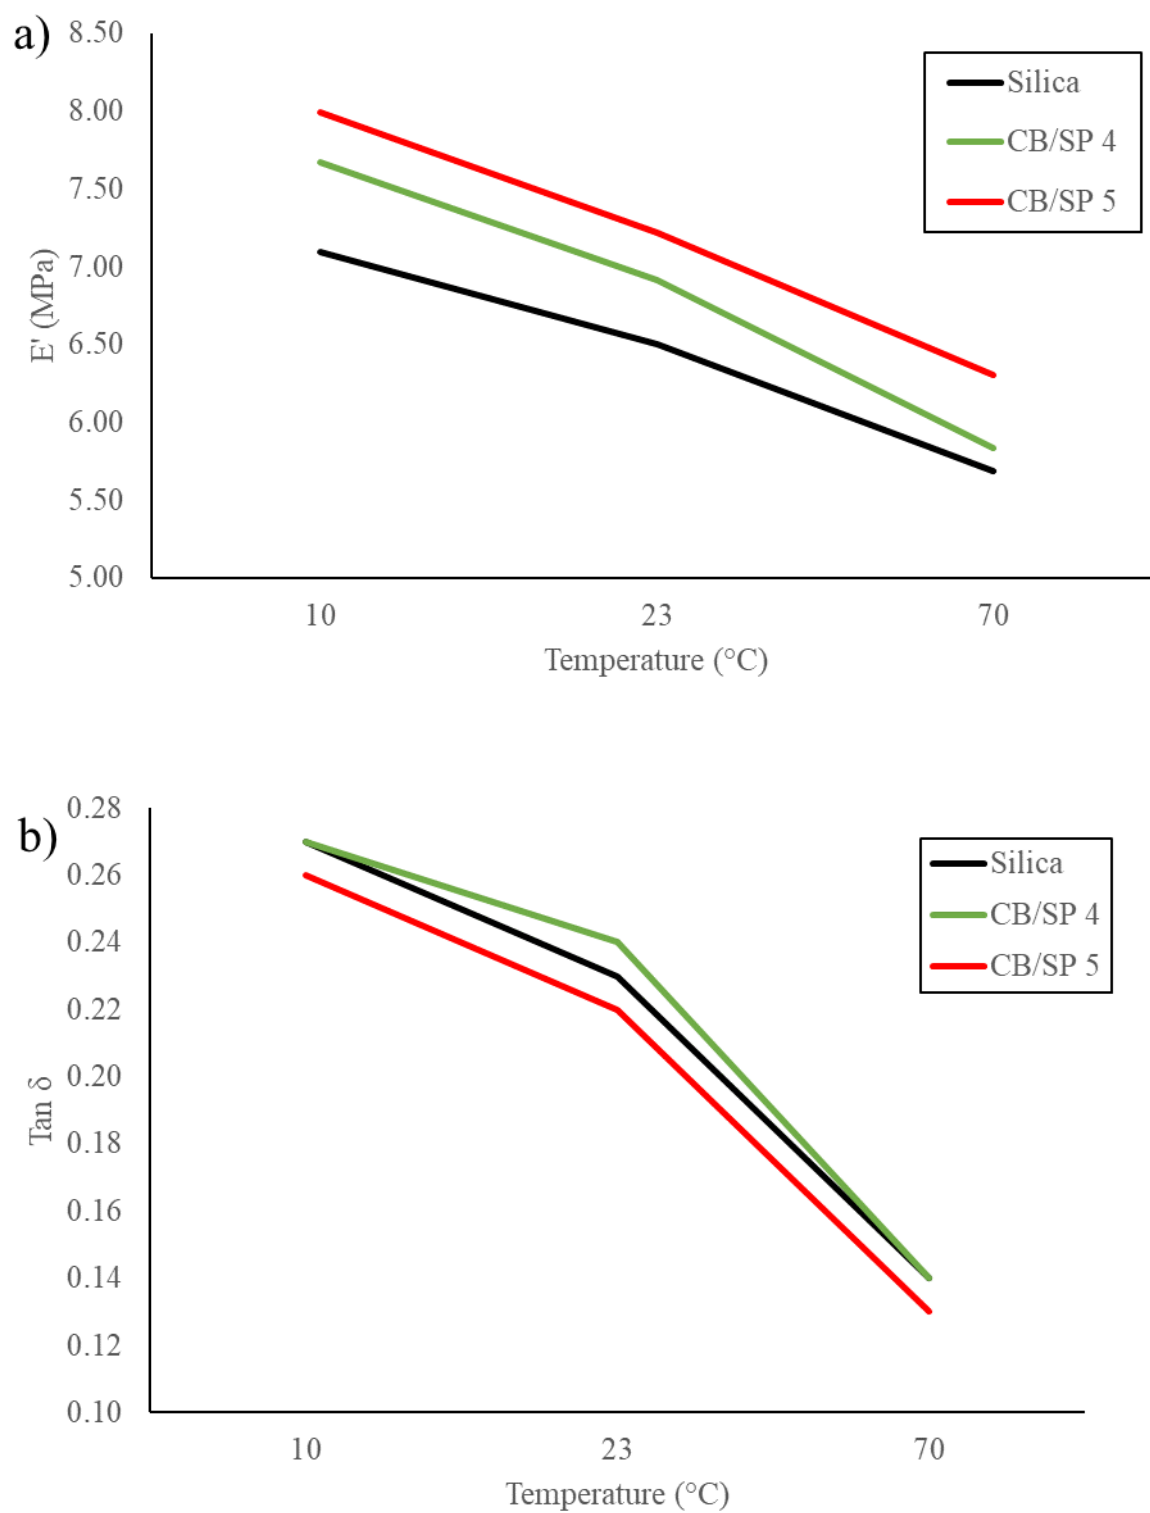 a)
8.50
8.00
7.50
7.00
6.50
6.00
5.50
5.00
E' (MPa)
Silica
CB/SP 4
CB/SP 5
10 23 70
Temperature (°C)
b)
0.28
0.26
0.24
0.22
0.20
0.18
0.16
0.14
0.12
0.10
Tan δ
Silica
CB/SP 4
CB/SP 5
10 23 70
Temperature (°C)